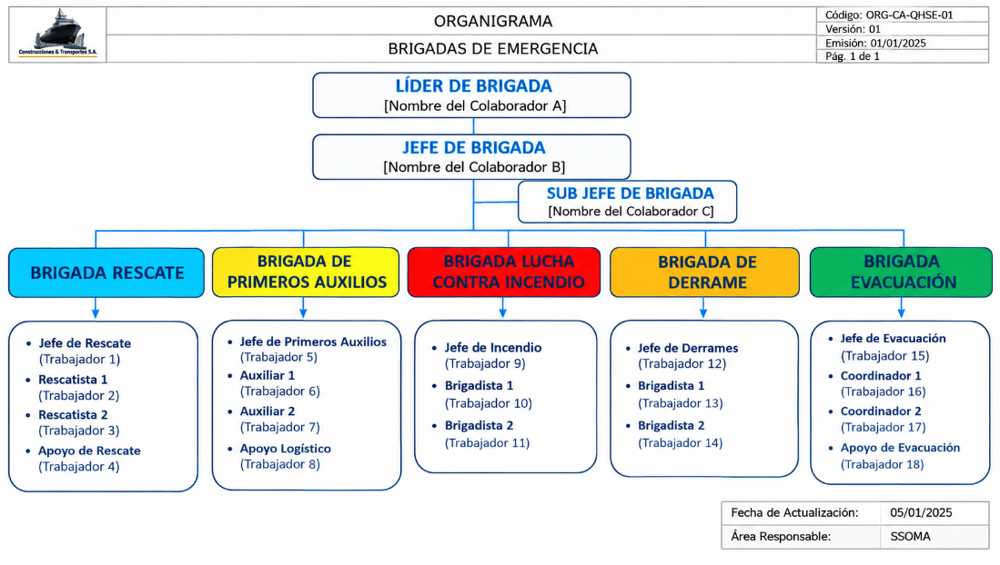 Construcciones & Transportes S.A.
ORGANIGRAMA
BRIGADAS DE EMERGENCIA
Código: ORG-CA-QHSE-01
Versión: 01
Emisión: 01/01/2025
Pág. 1 de 1
LÍDER DE BRIGADA
[Nombre del Colaborador A]
JEFE DE BRIGADA
[Nombre del Colaborador B]
SUB JEFE DE BRIGADA
[Nombre del Colaborador C]
BRIGADA RESCATE
• Jefe de Rescate
(Trabajador 1)
• Rescatista 1
(Trabajador 2)
• Rescatista 2
(Trabajador 3)
• Apoyo de Rescate
(Trabajador 4)
BRIGADA DE
PRIMEROS AUXILIOS
• Jefe de Primeros Auxilios
(Trabajador 5)
• Auxiliar 1
(Trabajador 6)
• Auxiliar 2
(Trabajador 7)
• Apoyo Logístico
(Trabajador 8)
BRIGADA LUCHA
CONTRA INCENDIO
• Jefe de Incendio
(Trabajador 9)
• Brigadista 1
(Trabajador 10)
• Brigadista 2
(Trabajador 11)
BRIGADA DE
DERRAME
• Jefe de Derrames
(Trabajador 12)
• Brigadista 1
(Trabajador 13)
• Brigadista 2
(Trabajador 14)
BRIGADA
EVACUACIÓN
• Jefe de Evacuación
(Trabajador 15)
• Coordinador 1
(Trabajador 16)
• Coordinador 2
(Trabajador 17)
• Apoyo de Evacuación
(Trabajador 18)
Fecha de Actualización: 05/01/2025
Área Responsable: SSOMA